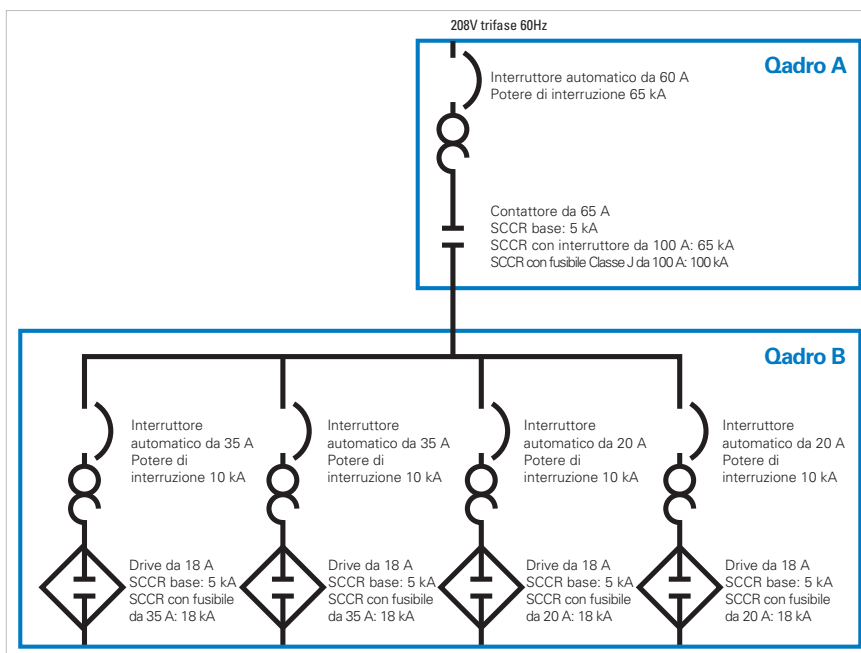 208V trifase 60Hz
Qadro A
Interruttore automatico da 60 A
Potere di interruzione 65 kA
Contattore da 65 A
SCCR base: 5 kA
SCCR con interruttore da 100 A: 65 kA
SCCR con fusibile Classe J da 100 A: 100 kA
Qadro B
Interruttore
automatico da 35 A
Potere di
interruzione 10 kA
Interruttore
automatico da 35 A
Potere di
interruzione 10 kA
Interruttore
automatico da 20 A
Potere di
interruzione 10 kA
Interruttore
automatico da 20 A
Potere di
interruzione 10 kA
Drive da 18 A
SCCR base: 5 kA
SCCR con fusibile
da 35 A: 18 kA
Drive da 18 A
SCCR base: 5 kA
SCCR con fusibile
da 35 A: 18 kA
Drive da 18 A
SCCR base: 5 kA
SCCR con fusibile
da 20 A: 18 kA
Drive da 18 A
SCCR base: 5 kA
SCCR con fusibile
da 20 A: 18 kA